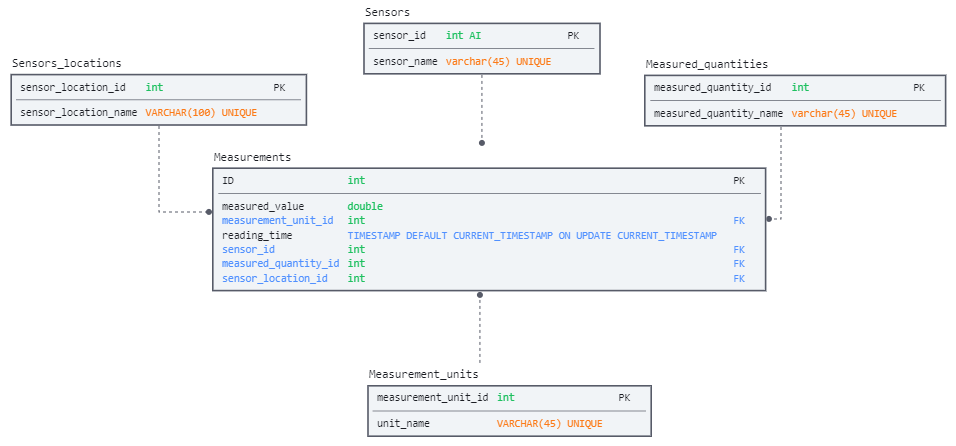 Sensors
sensor_id int AI PK
sensor_name varchar(45) UNIQUE
Sensors_locations
sensor_location_id int PK
sensor_location_name VARCHAR(100) UNIQUE
Measured_quantities
measured_quantity_id int PK
measured_quantity_name varchar(45) UNIQUE
Measurements
ID int PK
measured_value double
measurement_unit_id int FK
reading_time TIMESTAMP DEFAULT CURRENT_TIMESTAMP ON UPDATE CURRENT_TIMESTAMP
sensor_id int FK
measured_quantity_id int FK
sensor_location_id int FK
Measurement_units
measurement_unit_id int PK
unit_name VARCHAR(45) UNIQUE